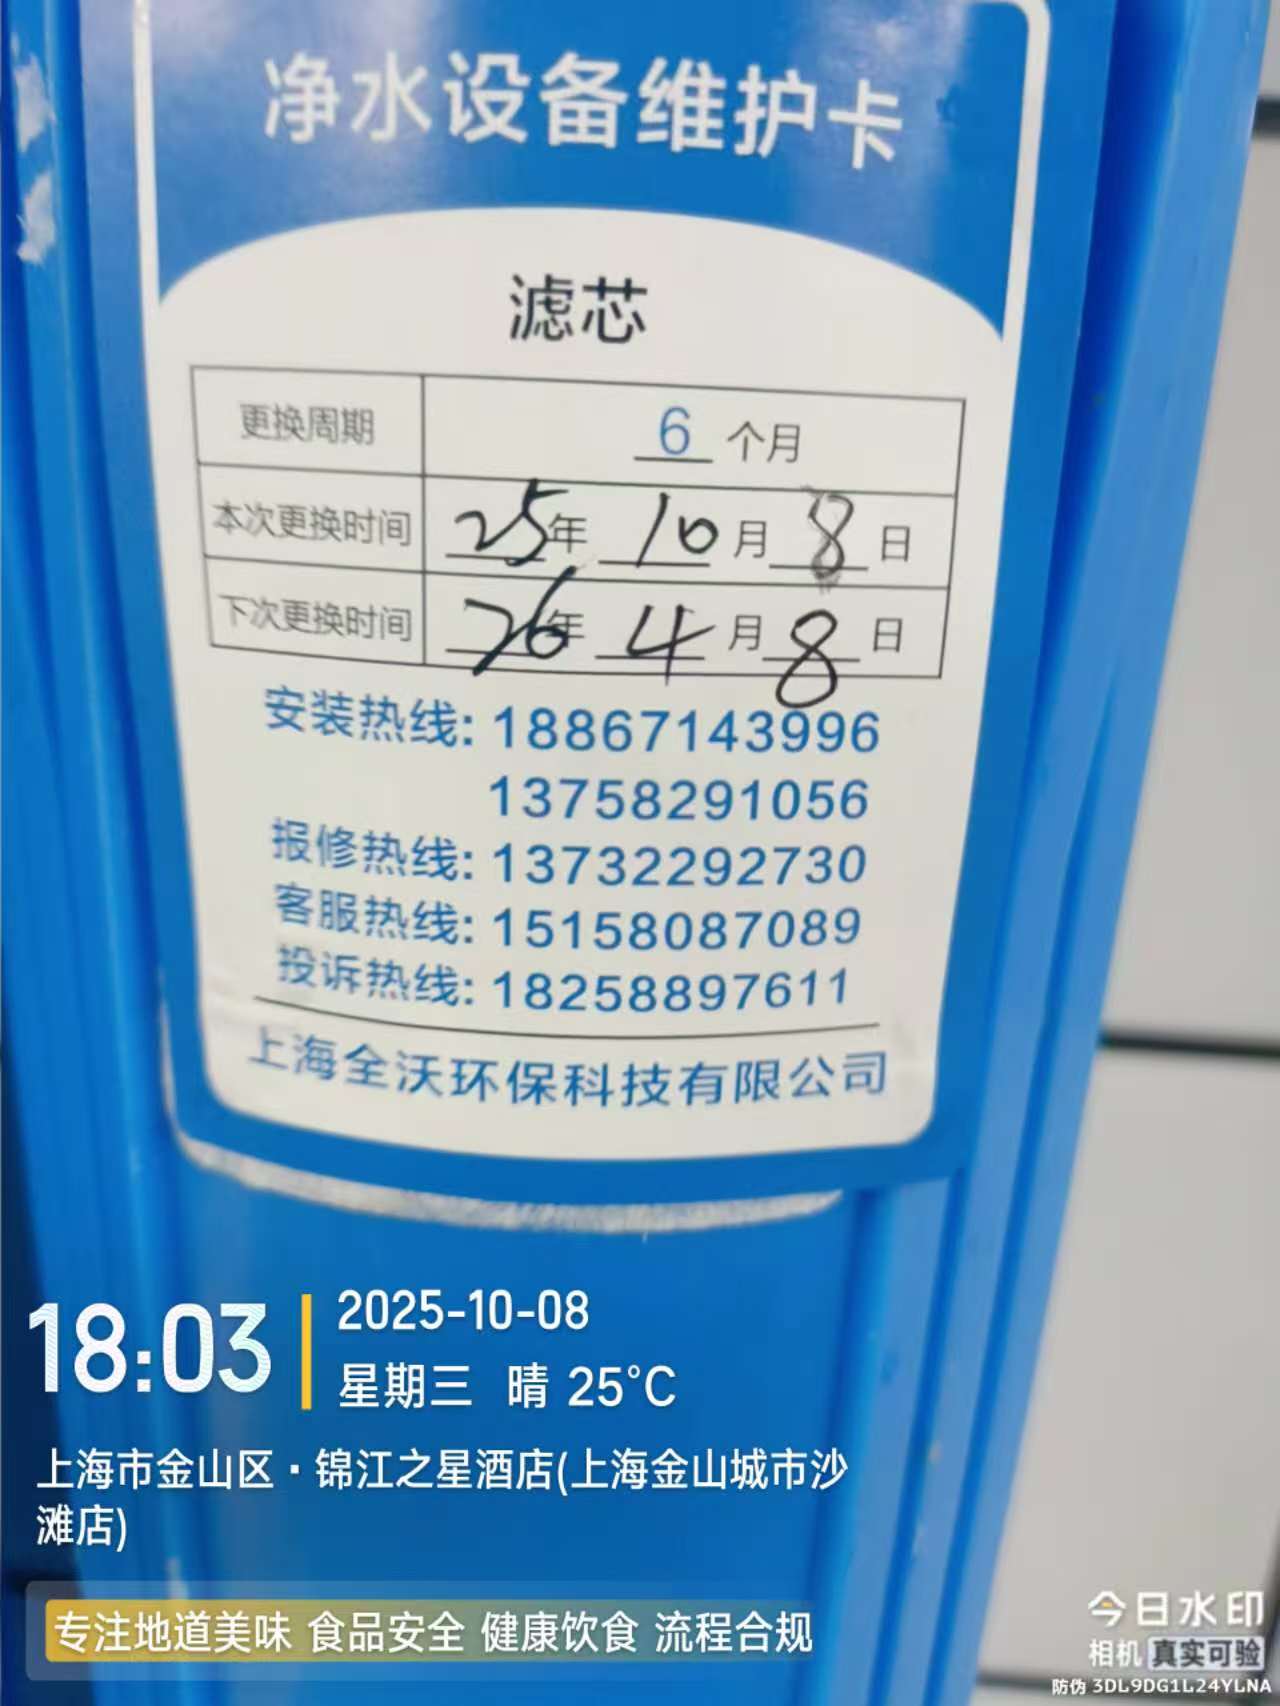 净水设备维护卡
滤芯
更换周期 6 个月
本次更换时间 25年 10月 8日
下次更换时间 26年 4月 8日
安装热线: 18867143996
13758291056
报修热线: 13732292730
客服热线: 15158087089
投诉热线: 18258897611
上海全沃环保科技有限公司
18:03
2025-10-08
星期三 晴 25°C
上海市金山区·锦江之星酒店(上海金山城市沙
滩店)
专注地道美味 食品安全 健康饮食 流程合规
今日水印
相机 真实可验
防伪 3DL9DG1L24YLNA